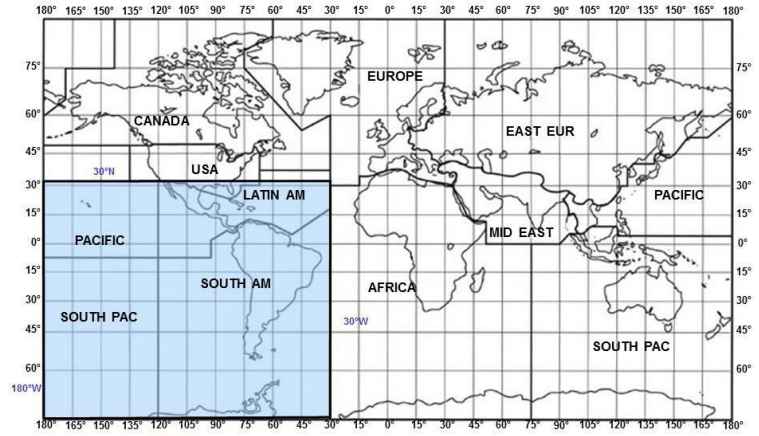 180° 165° 150° 135° 120° 105° 90° 75° 60° 45° 30° 15° 0° 15° 30° 45° 60° 75° 90° 105° 120° 135° 150° 165° 180°
75° EUROPE 75°
60° CANADA 60°
EAST EUR
45° 45°
30°N USA
30° LATIN AM PACIFIC 30°
15° 15°
0° PACIFIC MID EAST 0°
15° 15°
SOUTH AM AFRICA
30° 30°
SOUTH PAC 30°W
45° 45°
SOUTH PAC
60° 60°
180°W
180° 165° 150° 135° 120° 105° 90° 75° 60° 45° 30° 15° 0° 15° 30° 45° 60° 75° 90° 105° 120° 135° 150° 165° 180°